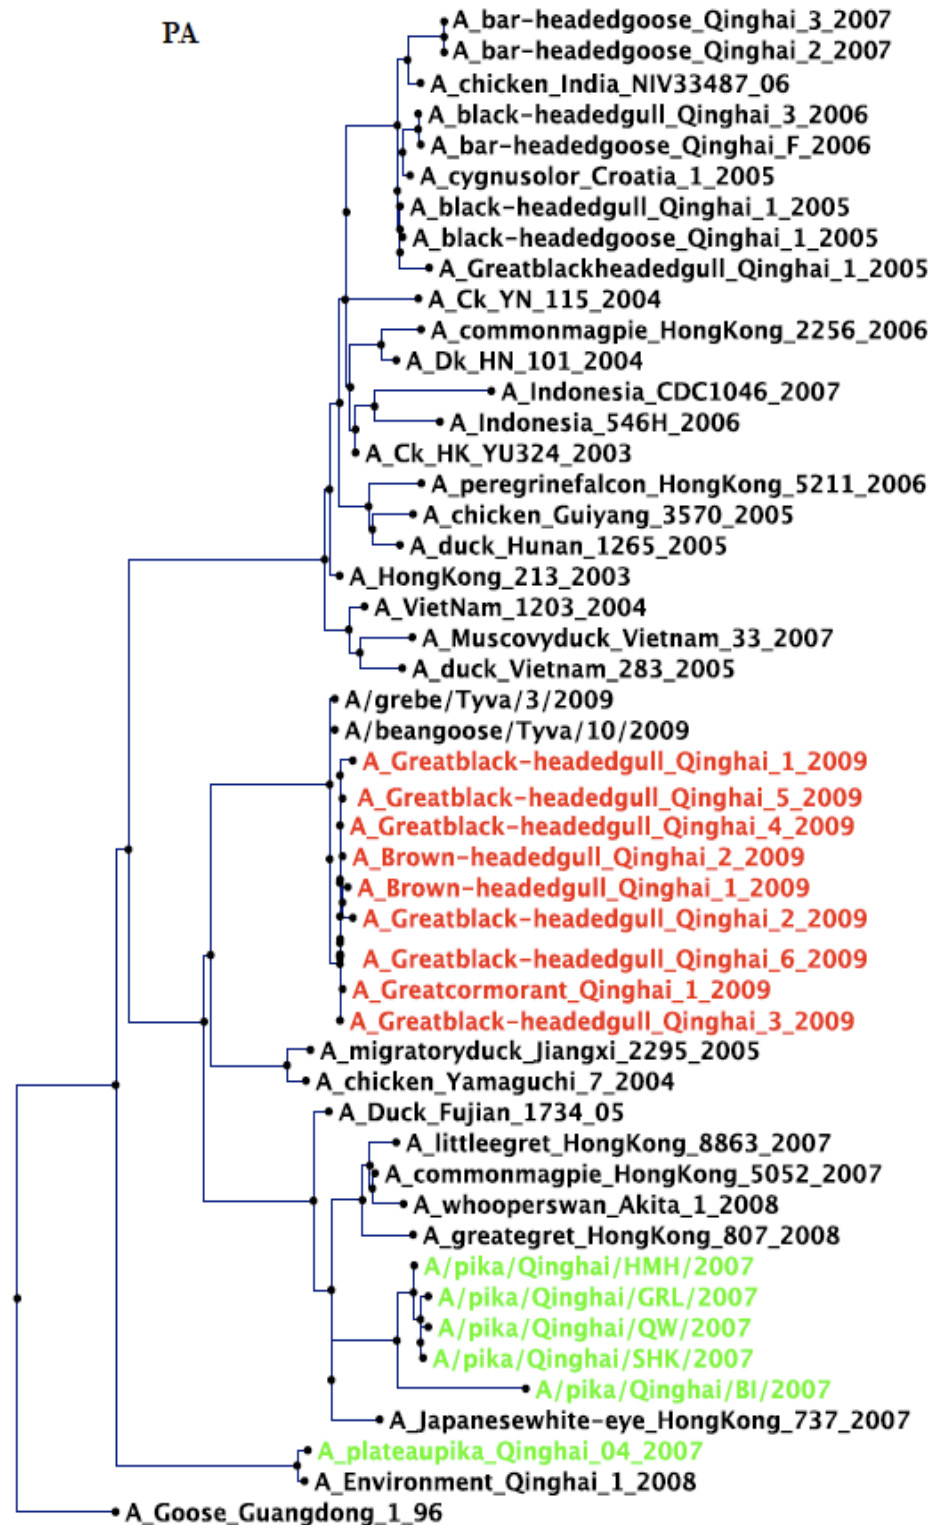 PA
A_bar-headedgoose_Qinghai_3_2007
A_bar-headedgoose_Qinghai_2_2007
A_chicken_India_NIV33487_06
A_black-headedgull_Qinghai_3_2006
A_bar-headedgoose_Qinghai_F_2006
A_cygnusolor_Croatia_1_2005
A_black-headedgull_Qinghai_1_2005
A_black-headedgoose_Qinghai_1_2005
A_Greatblackheadedgull_Qinghai_1_2005
A_Ck_YN_115_2004
A_commonmagpie_HongKong_2256_2006
A_Dk_HN_101_2004
A_Indonesia_CDC1046_2007
A_Indonesia_546H_2006
A_Ck_HK_YU324_2003
A_peregrinefalcon_HongKong_5211_2006
A_chicken_Guiyang_3570_2005
A_duck_Hunan_1265_2005
A_HongKong_213_2003
A_VietNam_1203_2004
A_Muscovyduck_Vietnam_33_2007
A_duck_Vietnam_283_2005
A/grebe/Tyva/3/2009
A/beangoose/Tyva/10/2009
A_Greatblack-headedgull_Qinghai_1_2009
A_Greatblack-headedgull_Qinghai_5_2009
A_Greatblack-headedgull_Qinghai_4_2009
A_Brown-headedgull_Qinghai_2_2009
A_Brown-headedgull_Qinghai_1_2009
A_Greatblack-headedgull_Qinghai_2_2009
A_Greatblack-headedgull_Qinghai_6_2009
A_Greatcormorant_Qinghai_1_2009
A_Greatblack-headedgull_Qinghai_3_2009
A_migratoryduck_Jiangxi_2295_2005
A_chicken_Yamaguchi_7_2004
A_Duck_Fujian_1734_05
A_littleegret_HongKong_8863_2007
A_commonmagpie_HongKong_5052_2007
A_whooperswan_Akita_1_2008
A_greategret_HongKong_807_2008
A/pika/Qinghai/HMH/2007
A/pika/Qinghai/GRL/2007
A/pika/Qinghai/QW/2007
A/pika/Qinghai/SHK/2007
A/pika/Qinghai/BI/2007
A_Japanesewhite-eye_HongKong_737_2007
A_plateaupika_Qinghai_04_2007
A_Environment_Qinghai_1_2008
A_Goose_Guangdong_1_96